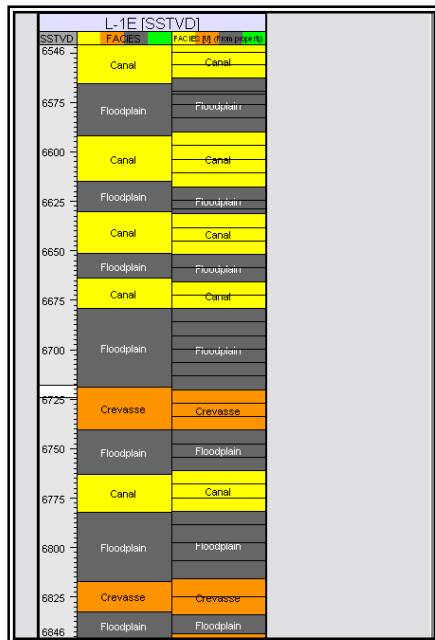 L-1E [SSTVD]
SSTVD FACIES FACIES [U] (From property)
6546 Canal Canal
6575 Floodplain Floodplain
6600 Canal Canal
6625 Floodplain Floodplain
Canal Canal
6650
Floodplain Floodplain
6675 Canal Canal
6700 Floodplain Floodplain
6725 Crevasse Crevasse
6750 Floodplain Floodplain
6775 Canal Canal
6800 Floodplain Floodplain
6825 Crevasse Crevasse
6846 Floodplain Floodplain